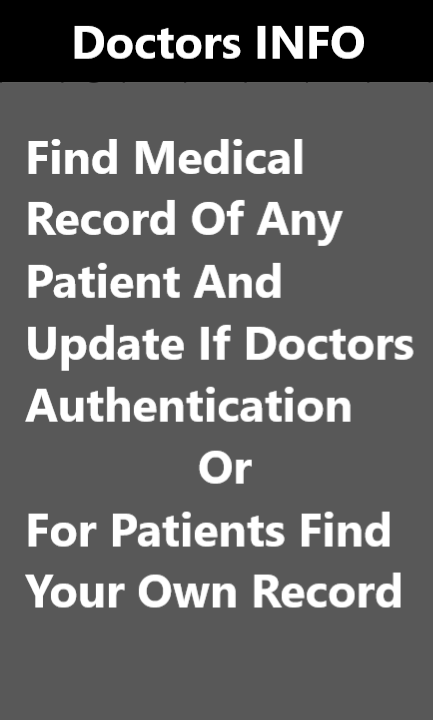 Doctors INFO
Find Medical
Record Of Any
Patient And
Update If Doctors
Authentication
Or
For Patients Find
Your Own Record